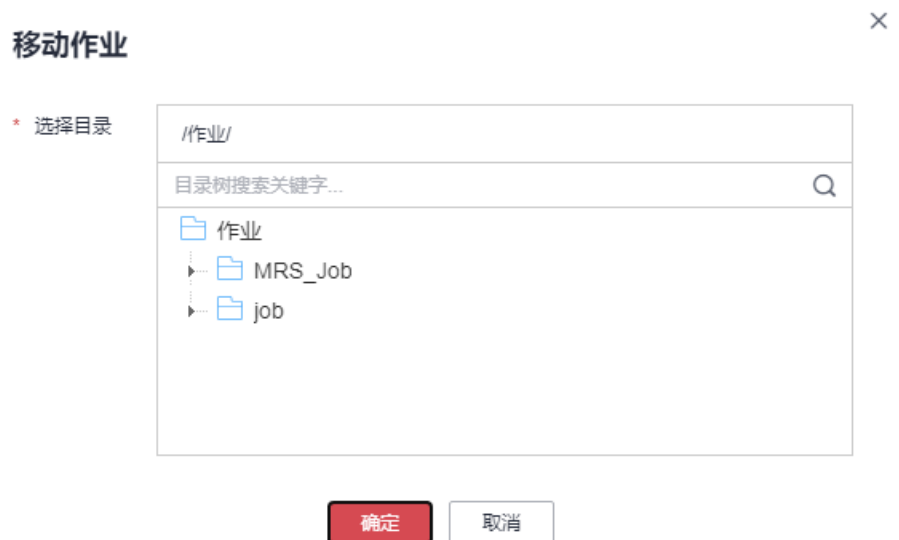 移动作业
* 选择目录
/作业/
目录树搜索关键字...
作业
MRS_Job
job
确定 取消